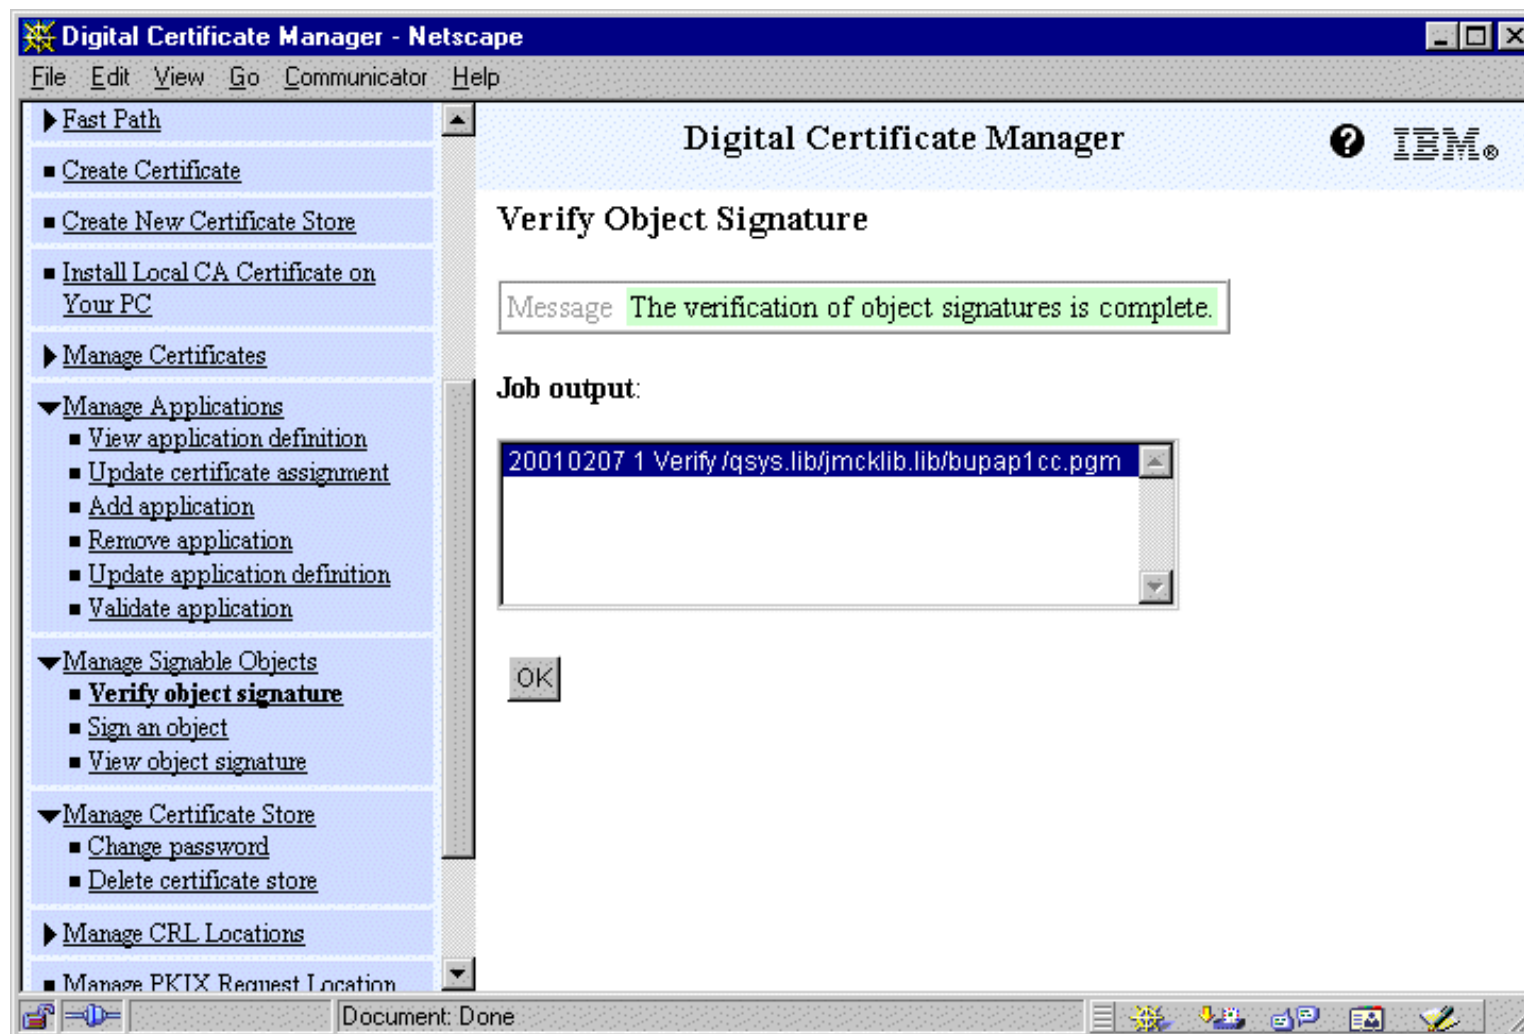 Digital Certificate Manager - Netscape
File Edit View Go Communicator Help
Fast Path
Create Certificate
Create New Certificate Store
Install Local CA Certificate on
Your PC
Manage Certificates
Manage Applications
View application definition
Update certificate assignment
Add application
Remove application
Update application definition
Validate application
Manage Signable Objects
Verify object signature
Sign an object
View object signature
Manage Certificate Store
Change password
Delete certificate store
Manage CRL Locations
Manage PKIX Request Location
Digital Certificate Manager
? IBM®
Verify Object Signature
Message The verification of object signatures is complete.
Job output:
20010207 1 Verify /qsys.lib/jmcklib.lib/bupap1cc.pgm
OK
Document: Done